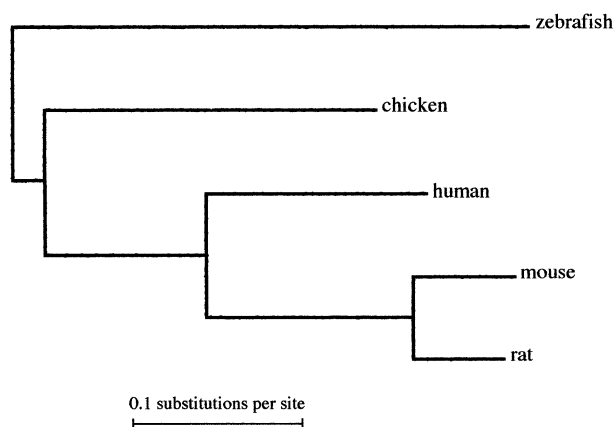 zebrafish
chicken
human
mouse
rat
0.1 substitutions per site